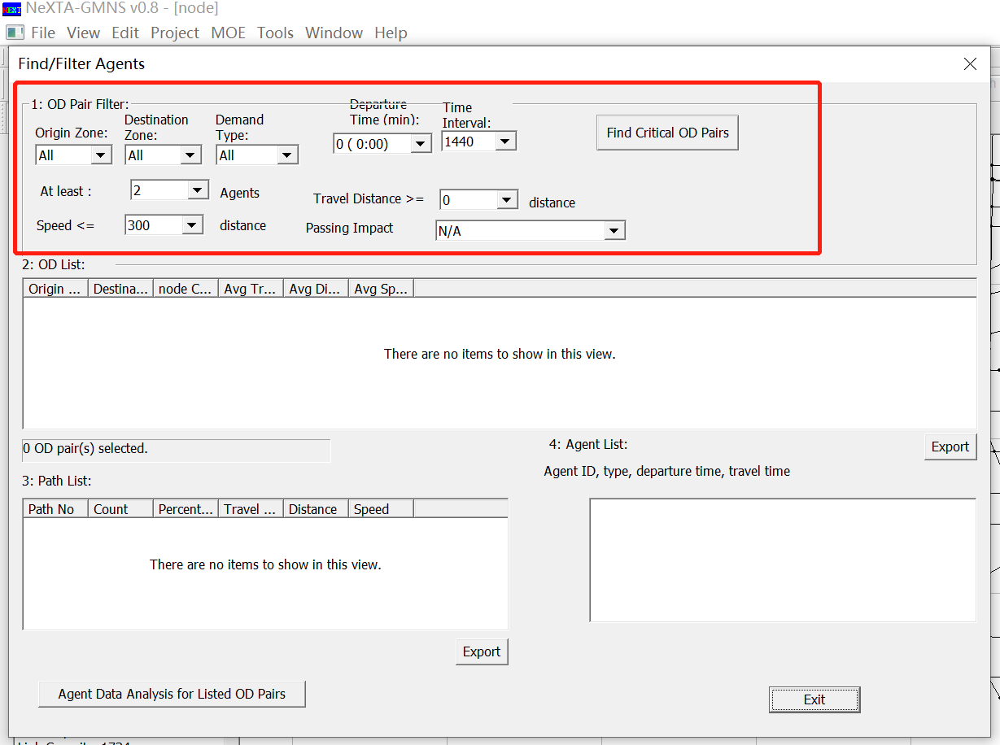 NeXTA-GMNS v0.8 - [node]
File View Edit Project MOE Tools Window Help
Find/Filter Agents
1: OD Pair Filter:
Origin Zone:
All
Destination
Zone:
All
Demand
Type:
All
Departure
Time (min):
0 ( 0:00)
Time
Interval:
1440
Find Critical OD Pairs
At least :
2
Agents
Travel Distance >=
0
distance
Speed <=
300
distance
Passing Impact
N/A
2: OD List:
Origin ... Destina... node C... Avg Tr... Avg Di... Avg Sp...
There are no items to show in this view.
0 OD pair(s) selected.
4: Agent List:
Export
Agent ID, type, departure time, travel time
3: Path List:
Path No Count Percent... Travel ... Distance Speed
There are no items to show in this view.
Export
Agent Data Analysis for Listed OD Pairs
Exit